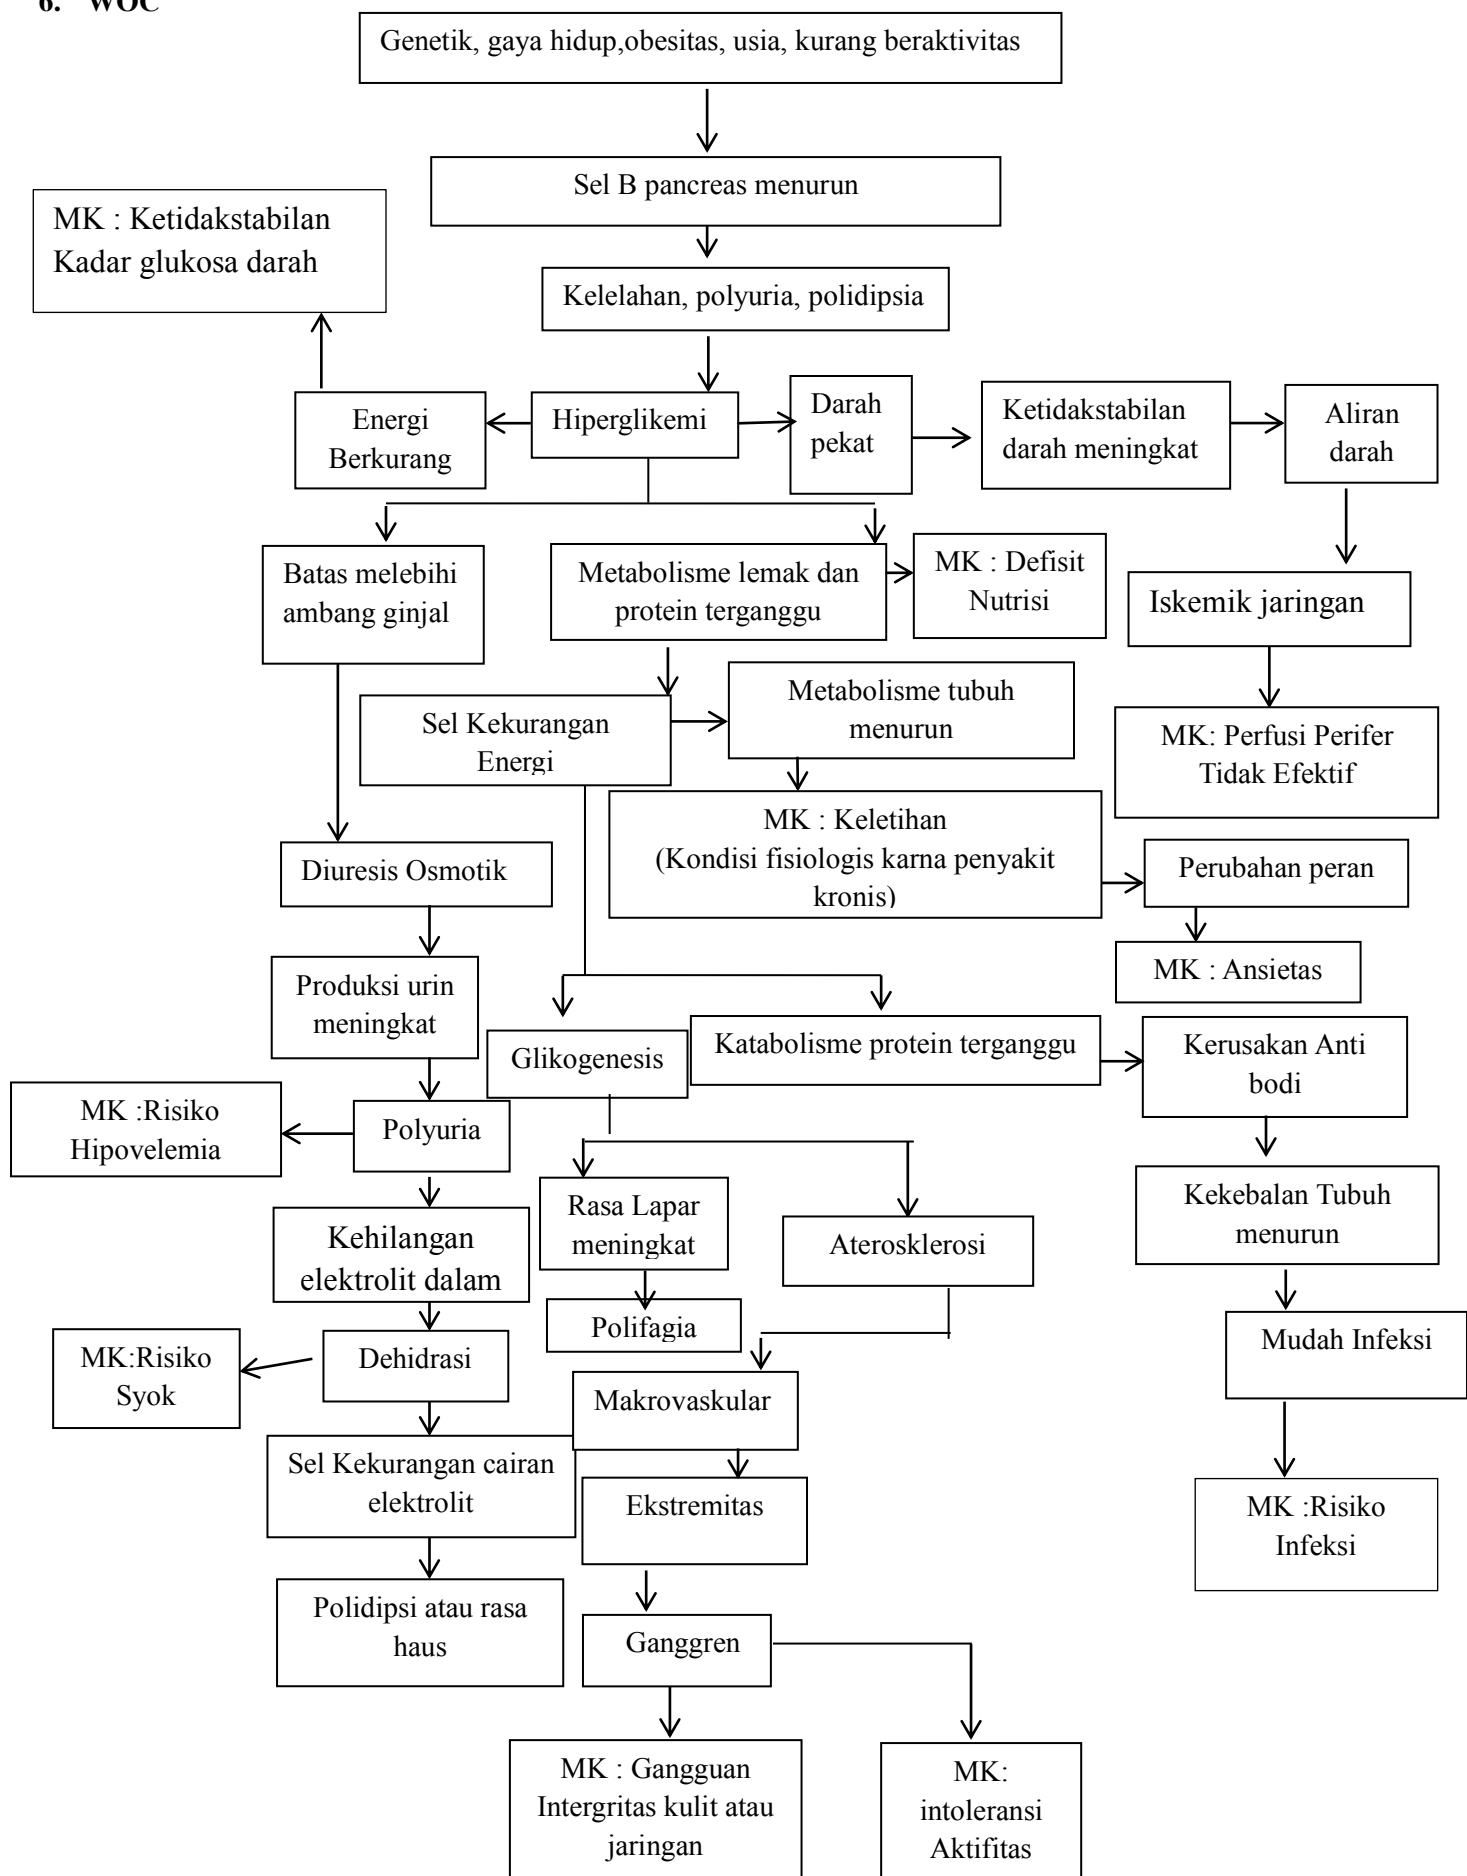 6. WOC
Genetik, gaya hidup,obesitas, usia, kurang beraktivitas
Sel B pancreas menurun
MK : Ketidakstabilan
Kadar glukosa darah
Kelelahan, polyuria, polidipsia
Energi
Berkurang
Hiperglikemi
Darah
pekat
Ketidakstabilan
darah meningkat
Aliran
darah
Batas melebihi
ambang ginjal
Metabolisme lemak dan
protein terganggu
MK : Defisit
Nutrisi
Iskemik jaringan
Sel Kekurangan
Energi
Metabolisme tubuh
menurun
MK: Perfusi Perifer
Tidak Efektif
MK : Keletihan
(Kondisi fisiologis karna penyakit
kronis)
Diuresis Osmotik
Perubahan peran
MK : Ansietas
Produksi urin
meningkat
Glikogenesis
Katabolisme protein terganggu
Kerusakan Anti
bodi
MK :Risiko
Hipovelemia
Polyuria
Rasa Lapar
meningkat
Aterosklerosi
Kekebalan Tubuh
menurun
Kehilangan
elektrolit dalam
Polifagia
Mudah Infeksi
MK:Risiko
Syok
Dehidrasi
Makrovaskular
Sel Kekurangan cairan
elektrolit
Ekstremitas
MK :Risiko
Infeksi
Polidipsi atau rasa
haus
Ganggren
MK : Gangguan
Intergritas kulit atau
jaringan
MK:
intoleransi
Aktifitas